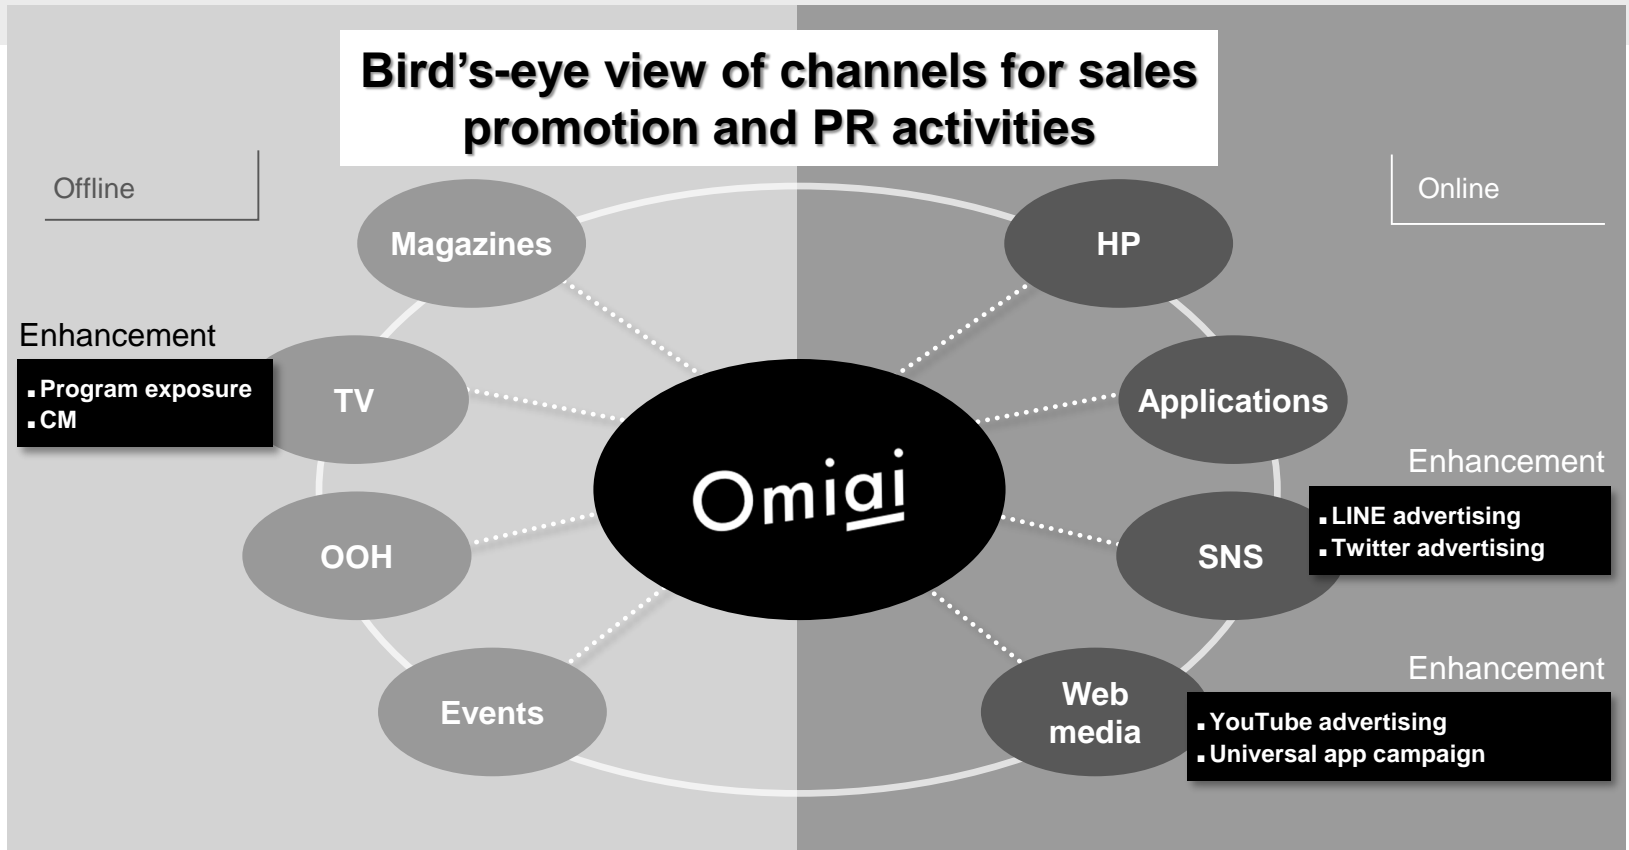 Bird’s-eye view of channels for sales
promotion and PR activities
Offline
Online
Magazines
HP
Enhancement
▪Program exposure
▪CM
TV
Applications
Omiai
Enhancement
▪LINE advertising
▪Twitter advertising
OOH
SNS
Enhancement
▪YouTube advertising
▪Universal app campaign
Events
Web
media